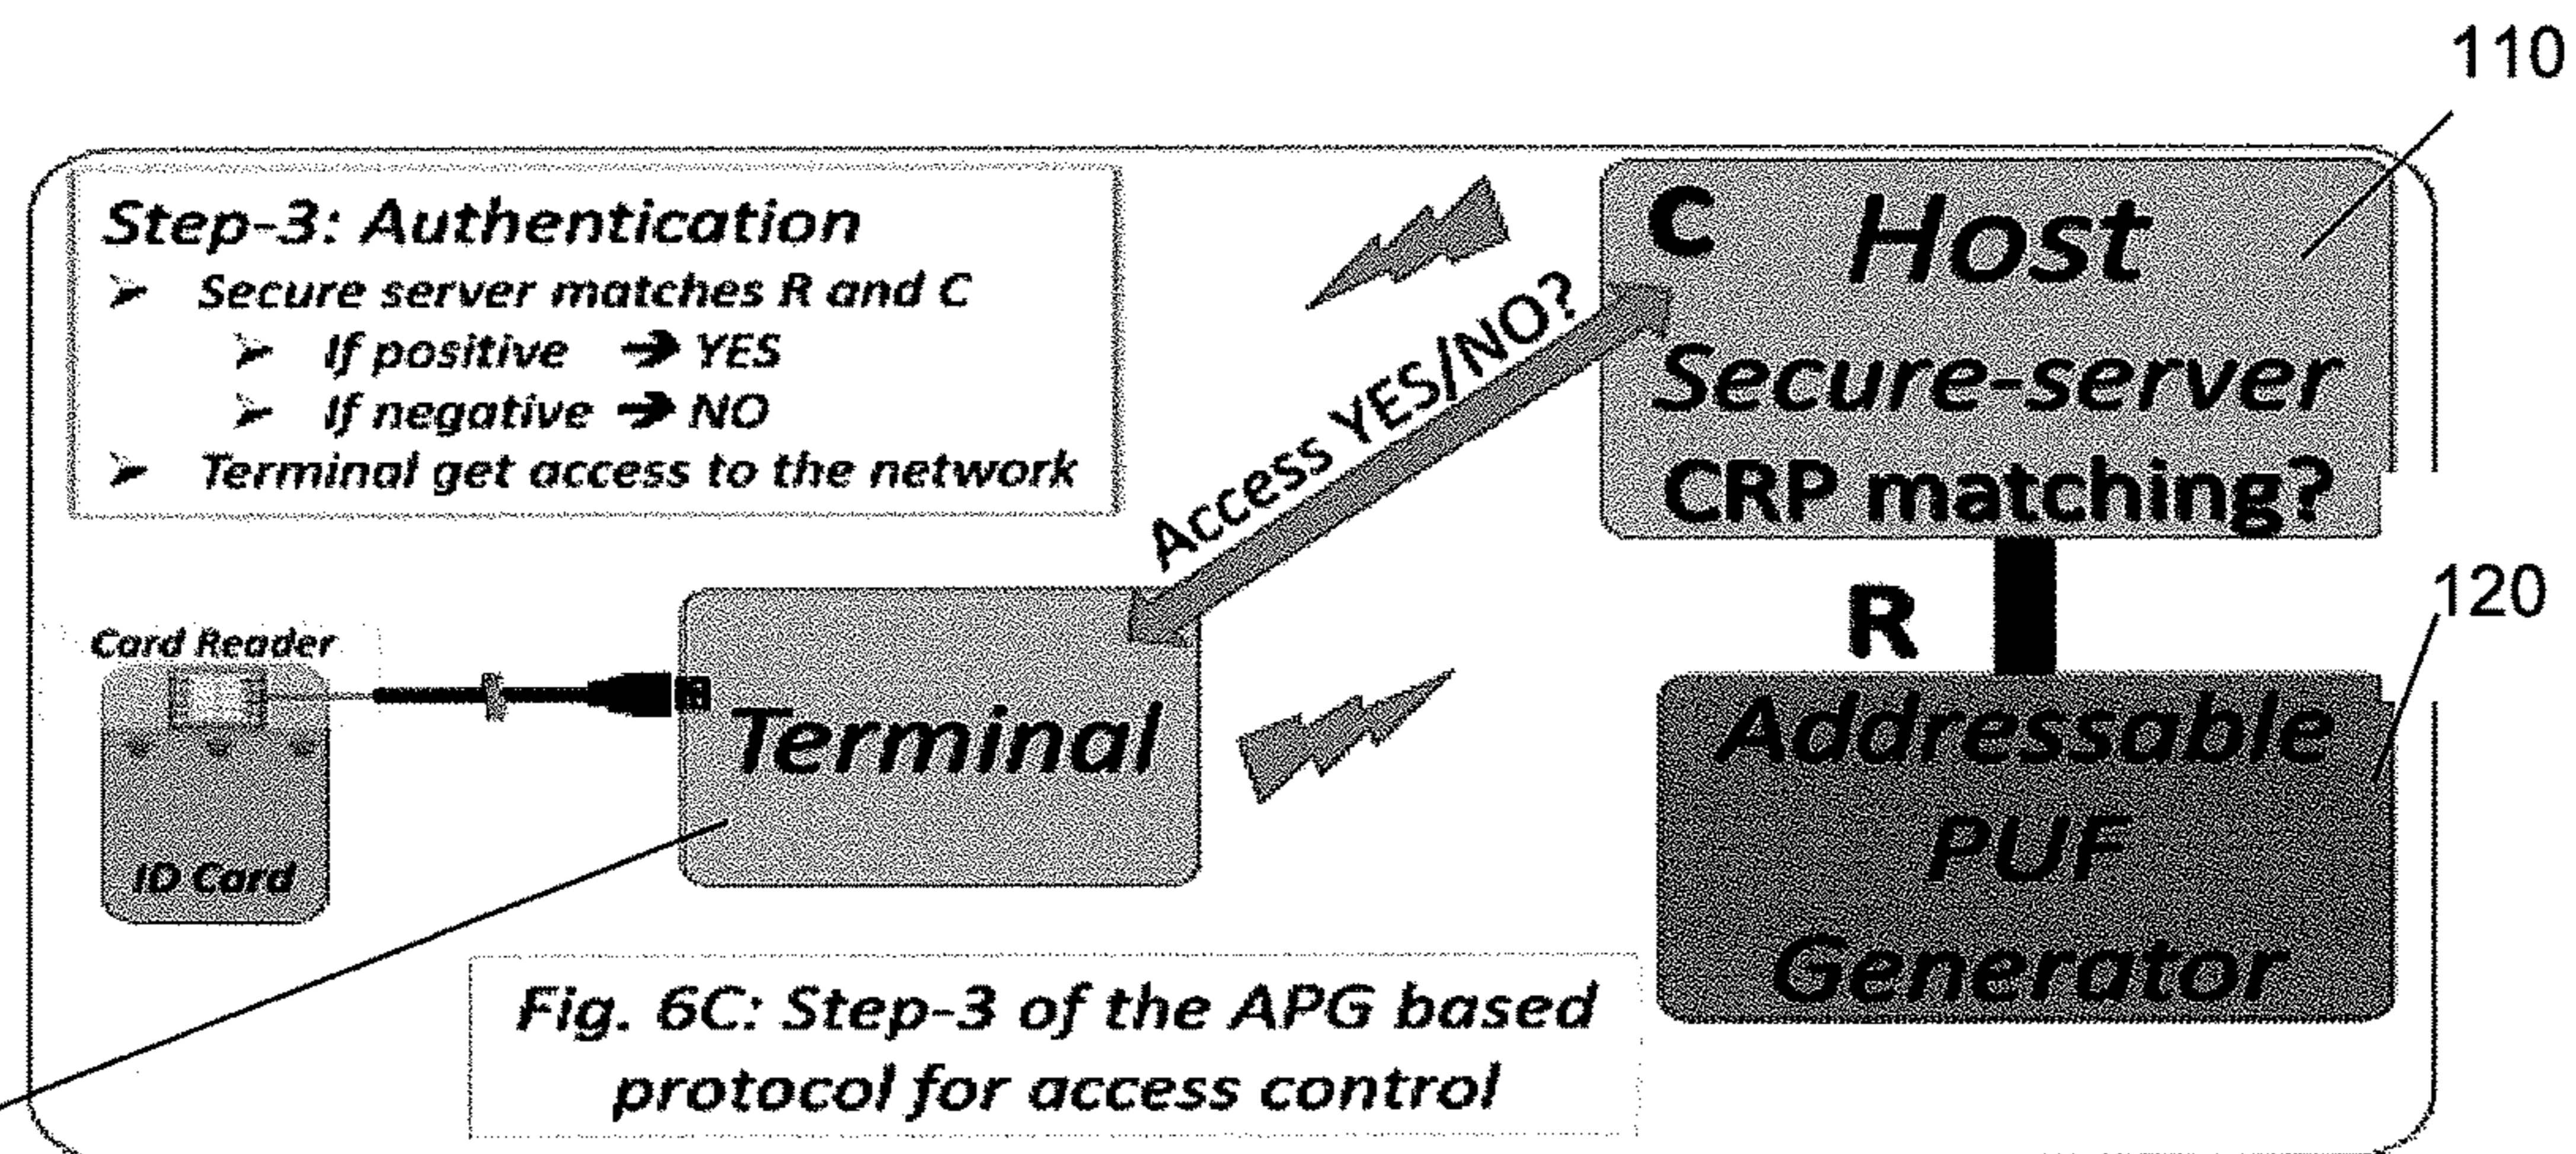 110
Step-3: Authentication
➢ Secure server matches R and C
➢ If positive ➔ YES
➢ If negative ➔ NO
➢ Terminal get access to the network
Access YES/NO?
C
Host
Secure-server
CRP matching?
R
120
Card Reader
ID Card
Terminal
Addressable
PUF
Generator
Fig. 6C: Step-3 of the APG based
protocol for access control